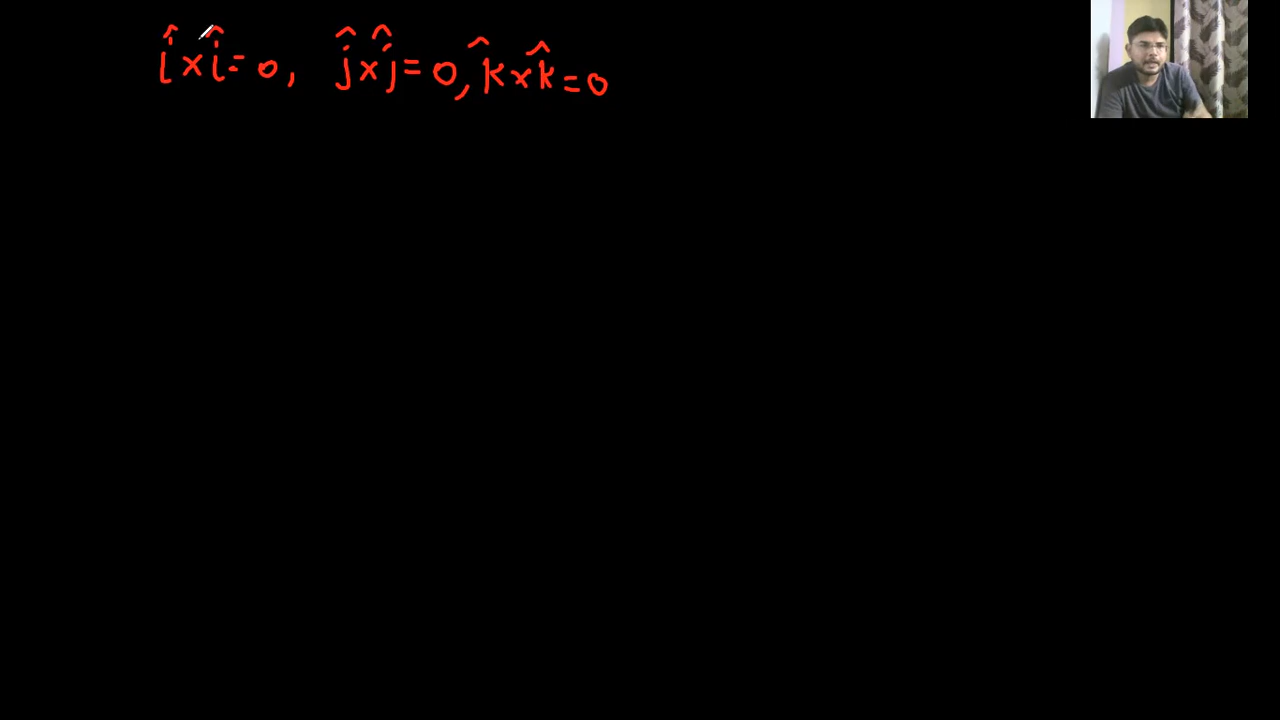 î × î = 0, ĵ × ĵ = 0, k̂ × k̂ = 0